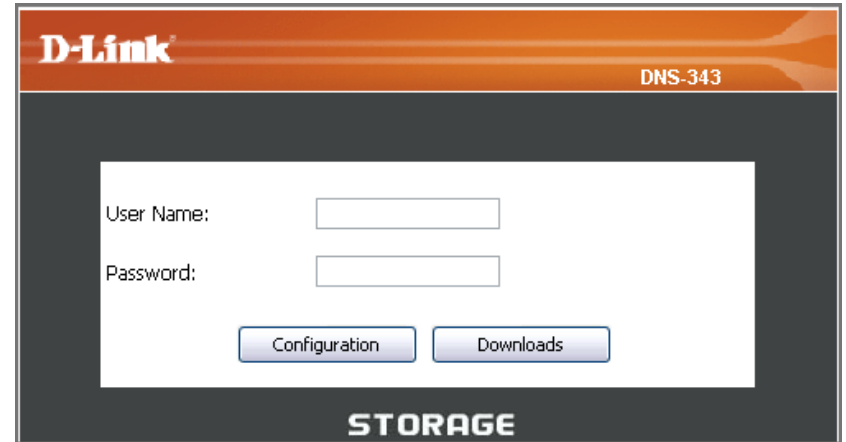 D-Link
DNS-343
User Name:
Password:
Configuration Downloads
STORAGE